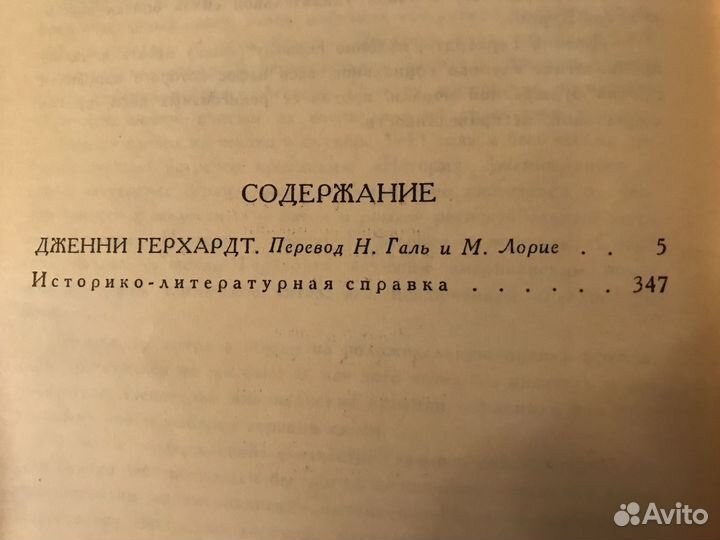 СОДЕРЖАНИЕ
ДЖЕННИ ГЕРХАРДТ. Перевод Н. Галь и М. Лорие . . 5
Историко-литературная справка . . . . . . 347
Avito